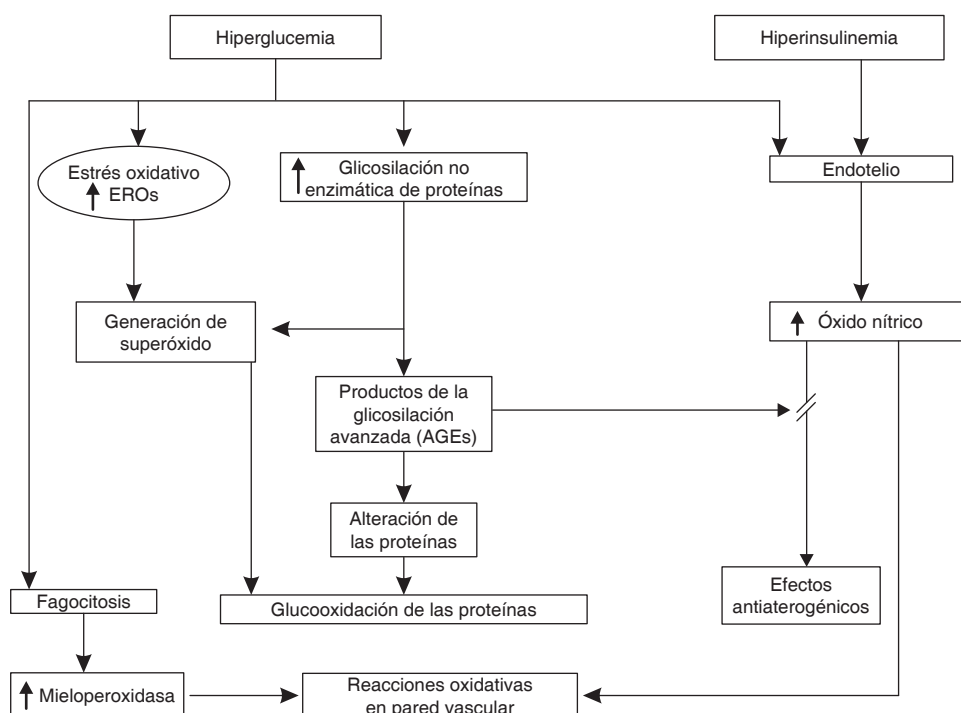 Hiperglucemia
Hiperinsulinemia
Estrés oxidativo
EROs
Glicosilación no
enzimática de proteínas
Endotelio
Generación de
superóxido
Óxido nítrico
Productos de la
glicosilación
avanzada (AGEs)
Alteración de
las proteínas
Efectos
antiaterogénicos
Fagocitosis
Glucooxidación de las proteínas
Mieloperoxidasa
Reacciones oxidativas
en pared vascular